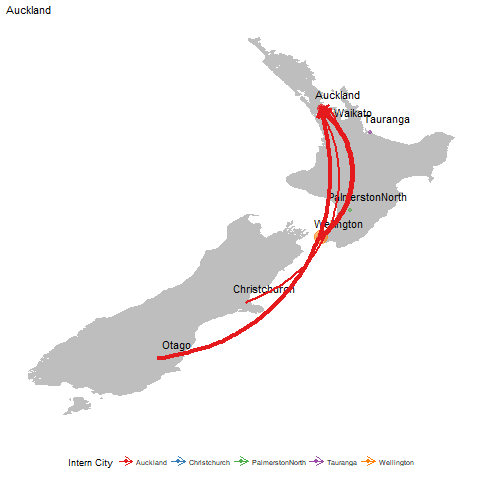 Auckland
Auckland
Waikato
Tauranga
PalmerstonNorth
Wellington
Christchurch
Otago
Intern City Auckland Christchurch PalmerstonNorth Tauranga Wellington